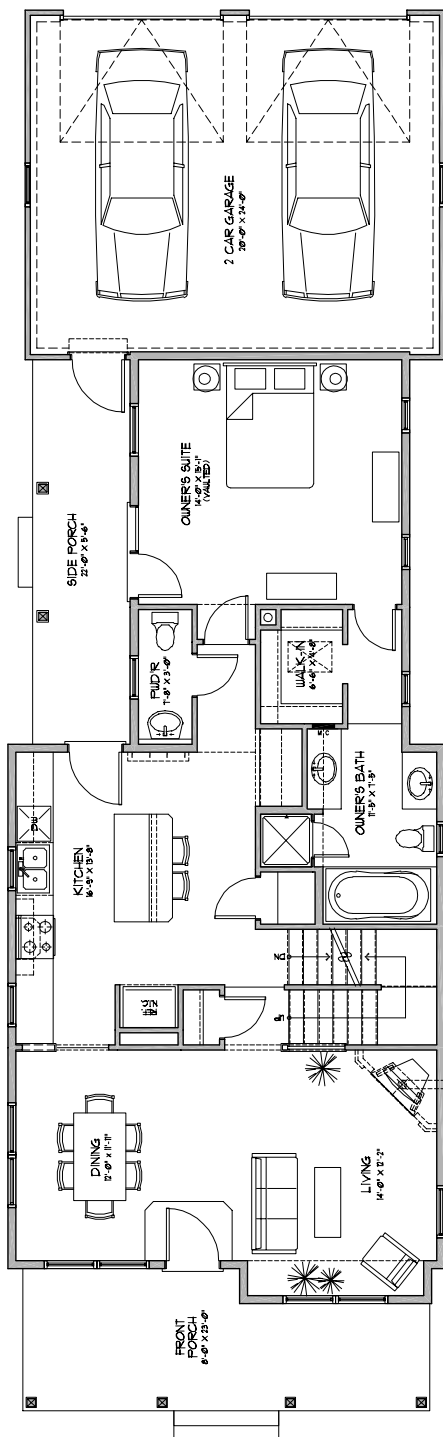 2 CAR GARAGE
20'-0" X 24'-0"
OWNER'S SUITE
14'-0" X 15'-1"
(VAULTED)
SIDE PORCH
22'-0" X 5'-6"
PWD'R
7'-8" X 3'-0"
WALK-IN
6'-6" X 4'-8"
OWNER'S BATH
11'-5" X 7'-5"
KITCHEN
16'-9" X 13'-8"
DW
DN
UP
DINING
12'-0" X 11'-11"
LIVING
14'-0" X 12'-2"
FRONT
PORCH
8'-0" X 23'-0"